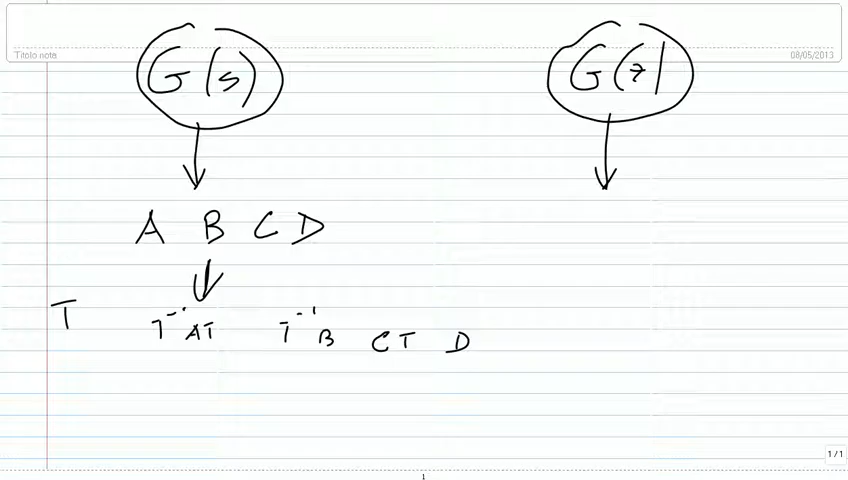 Titolo nota 08/05/2013
G(s) G(z)
A B C D
T T⁻¹AT T⁻¹B CT D
1/1
1